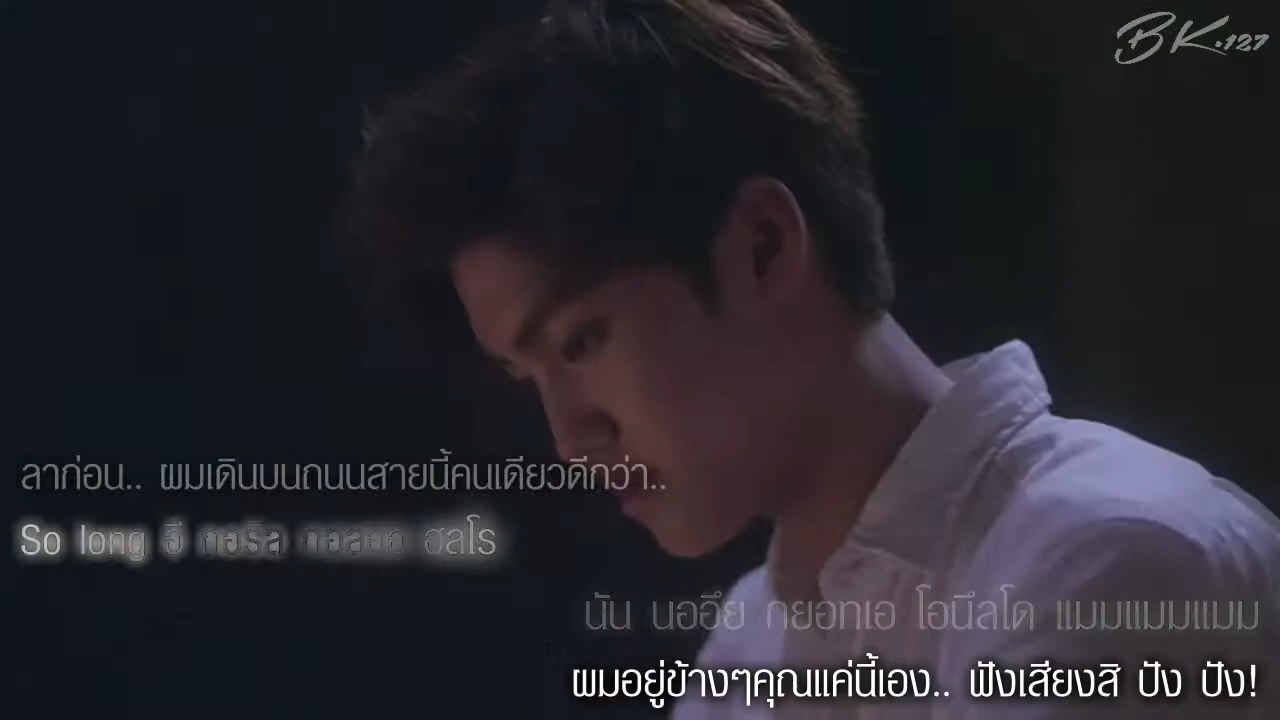 BK.127
ลาก่อน.. ผมเดินบนถนนสายนี้คนเดียวดีกว่า..
So long อี กอริล กอลออ ฮลโร
นัน นออึย กยอทเอ โอนึลโด แมมแมมแมม
ผมอยู่ข้างๆคุณแค่นี้เอง.. ฟังเสียงสิ ปัง ปัง!